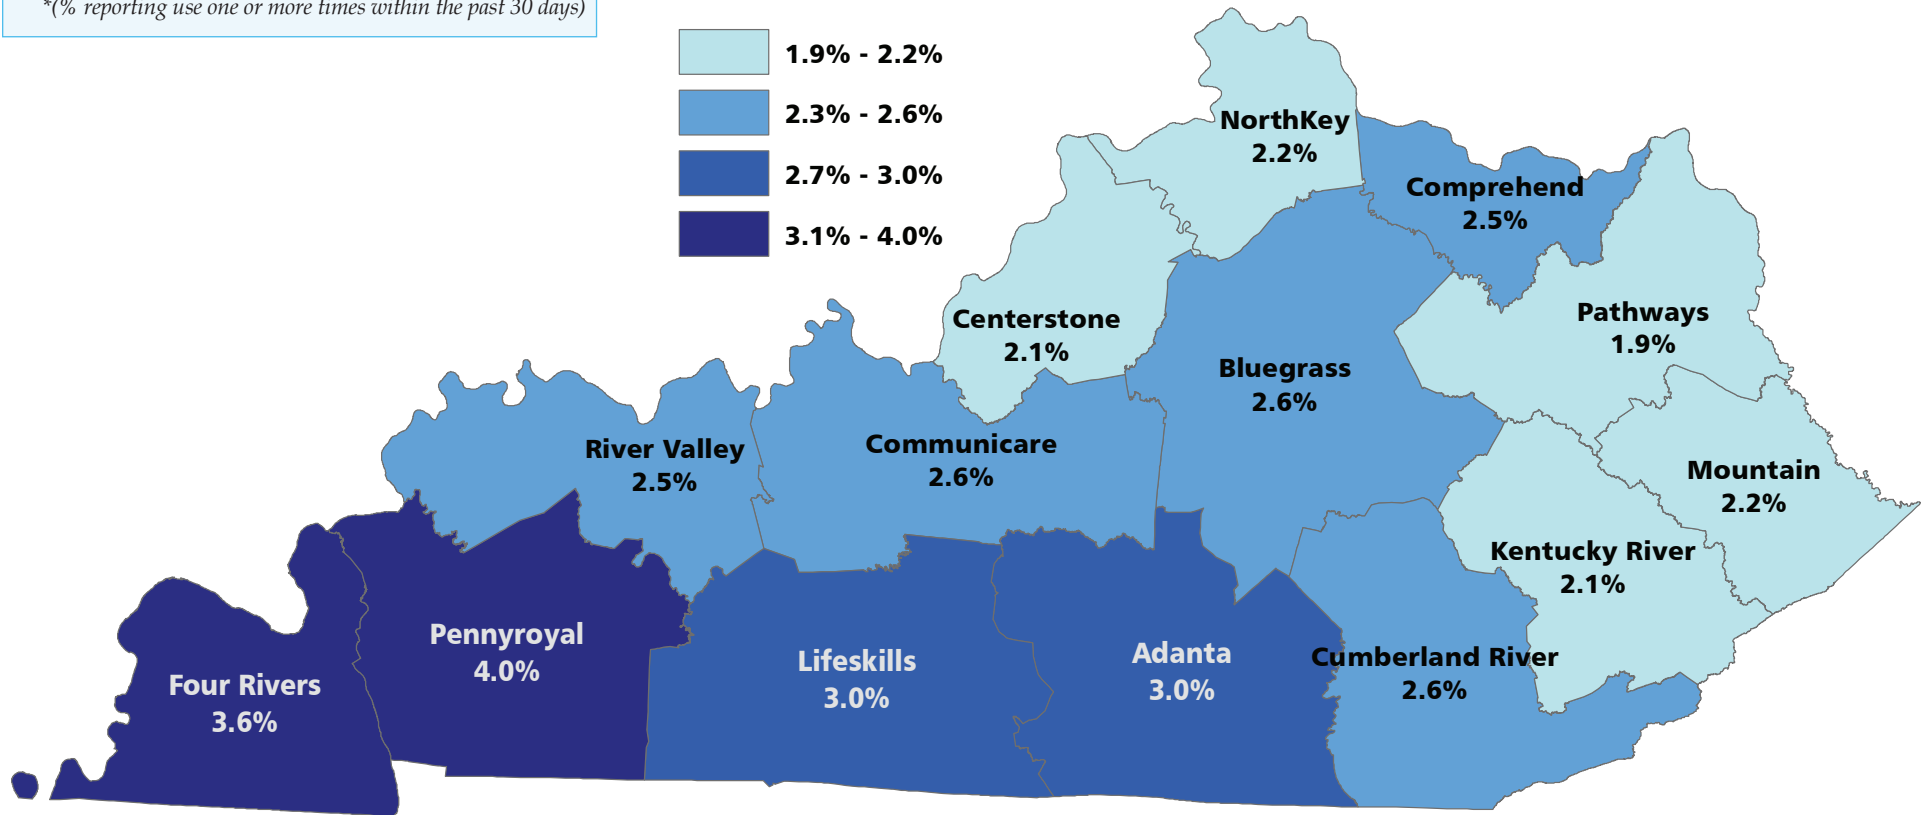 *(% reporting use one or more times within the past 30 days)
1.9% - 2.2%
2.3% - 2.6%
2.7% - 3.0%
3.1% - 4.0%
NorthKey
2.2%
Comprehend
2.5%
Centerstone
2.1%
Pathways
1.9%
Bluegrass
2.6%
River Valley
2.5%
Communicare
2.6%
Mountain
2.2%
Kentucky River
2.1%
Pennyroyal
4.0%
Four Rivers
3.6%
Lifeskills
3.0%
Adanta
3.0%
Cumberland River
2.6%